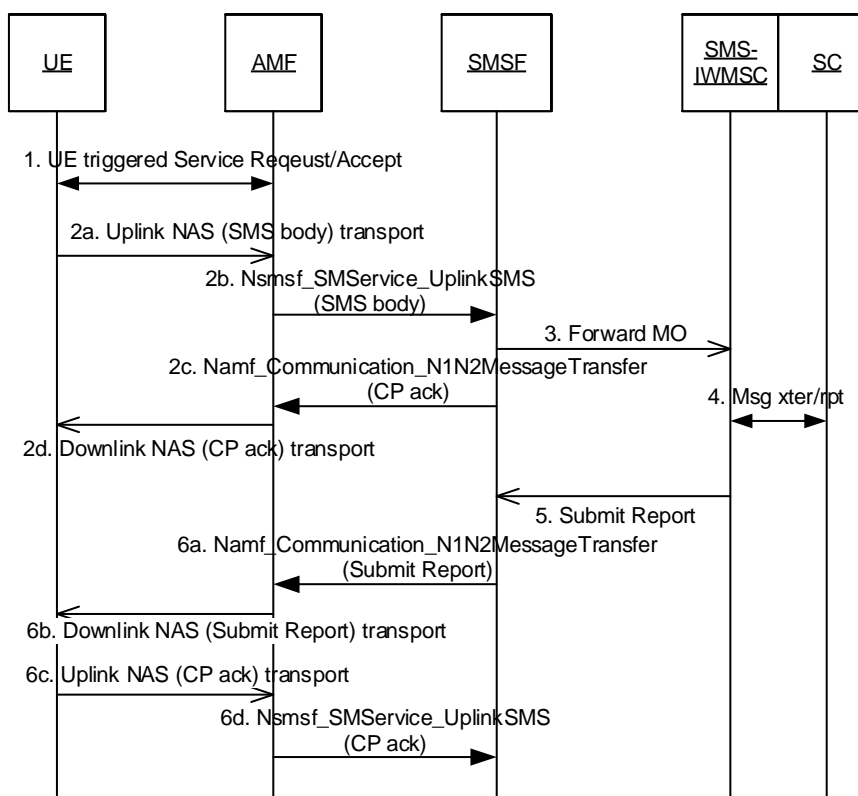 UE
AMF
SMSF
SMS-
IWMSC
SC
1. UE triggered Service Reqeust/Accept
2a. Uplink NAS (SMS body) transport
2b. Nsmsf_SMService_UplinkSMS
(SMS body)
3. Forward MO
2c. Namf_Communication_N1N2MessageTransfer
(CP ack)
4. Msg xter/rpt
2d. Downlink NAS (CP ack) transport
5. Submit Report
6a. Namf_Communication_N1N2MessageTransfer
(Submit Report)
6b. Downlink NAS (Submit Report) transport
6c. Uplink NAS (CP ack) transport
6d. Nsmsf_SMService_UplinkSMS
(CP ack)